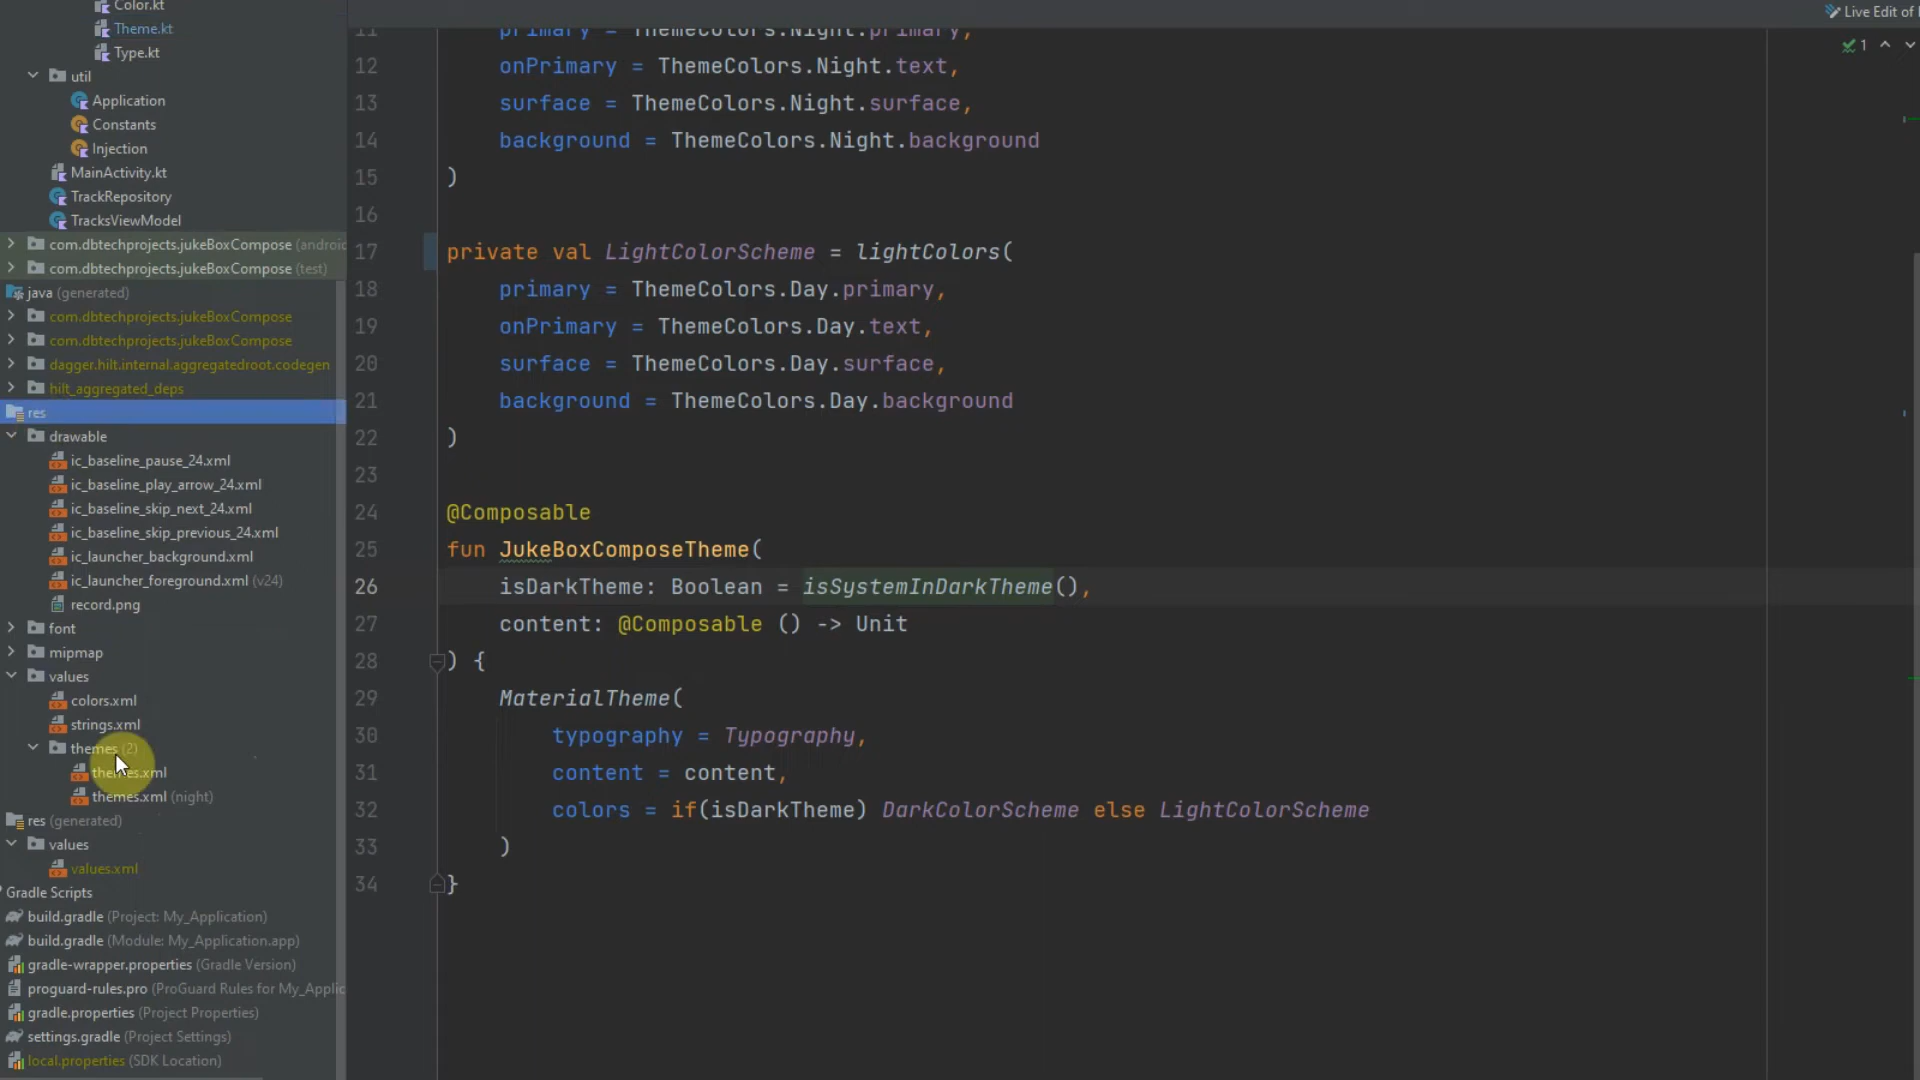 Color.kt
Theme.kt
Type.kt
util
Application
Constants
Injection
MainActivity.kt
TrackRepository
TracksViewModel
com.dbtechprojects.jukeBoxCompose (androic
com.dbtechprojects.jukeBoxCompose (test)
java (generated)
com.dbtechprojects.jukeBoxCompose
com.dbtechprojects.jukeBoxCompose
dagger.hilt.internal.aggregatedroot.codegen
hilt_aggregated_deps
res
drawable
ic_baseline_pause_24.xml
ic_baseline_play_arrow_24.xml
ic_baseline_skip_next_24.xml
ic_baseline_skip_previous_24.xml
ic_launcher_background.xml
ic_launcher_foreground.xml (v24)
record.png
font
mipmap
values
colors.xml
strings.xml
themes (2)
themes.xml
themes.xml (night)
res (generated)
values
values.xml
Gradle Scripts
build.gradle (Project: My_Application)
build.gradle (Module: My_Application.app)
gradle-wrapper.properties (Gradle Version)
proguard-rules.pro (ProGuard Rules for My_Applic
gradle.properties (Project Properties)
settings.gradle (Project Settings)
local.properties (SDK Location)
Live Edit of
1
11 primary = ThemeColors.Night.primary,
12 onPrimary = ThemeColors.Night.text,
13 surface = ThemeColors.Night.surface,
14 background = ThemeColors.Night.background
15 )
16
17 private val LightColorScheme = lightColors(
18 primary = ThemeColors.Day.primary,
19 onPrimary = ThemeColors.Day.text,
20 surface = ThemeColors.Day.surface,
21 background = ThemeColors.Day.background
22 )
23
24 @Composable
25 fun JukeBoxComposeTheme(
26 isDarkTheme: Boolean = isSystemInDarkTheme(),
27 content: @Composable () -> Unit
28 ) {
29 MaterialTheme(
30 typography = Typography,
31 content = content,
32 colors = if(isDarkTheme) DarkColorScheme else LightColorScheme
33 )
34 }